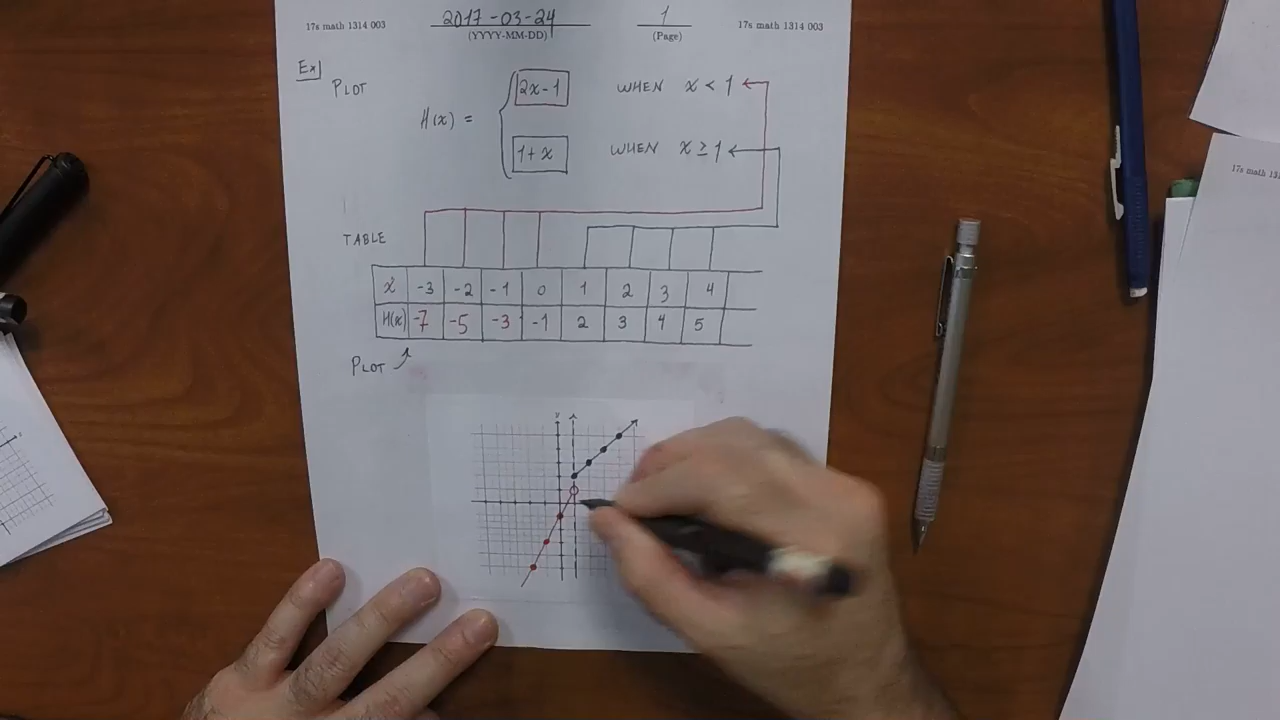 17s math 1314 003 2017-03-24 1 17s math 1314 003
(YYYY-MM-DD) (Page)
Ex
PLOT
2x-1 WHEN x < 1
H(x) =
1+x WHEN x ≥ 1
TABLE
x -3 -2 -1 0 1 2 3 4
H(x) -7 -5 -3 -1 2 3 4 5
PLOT
17s math